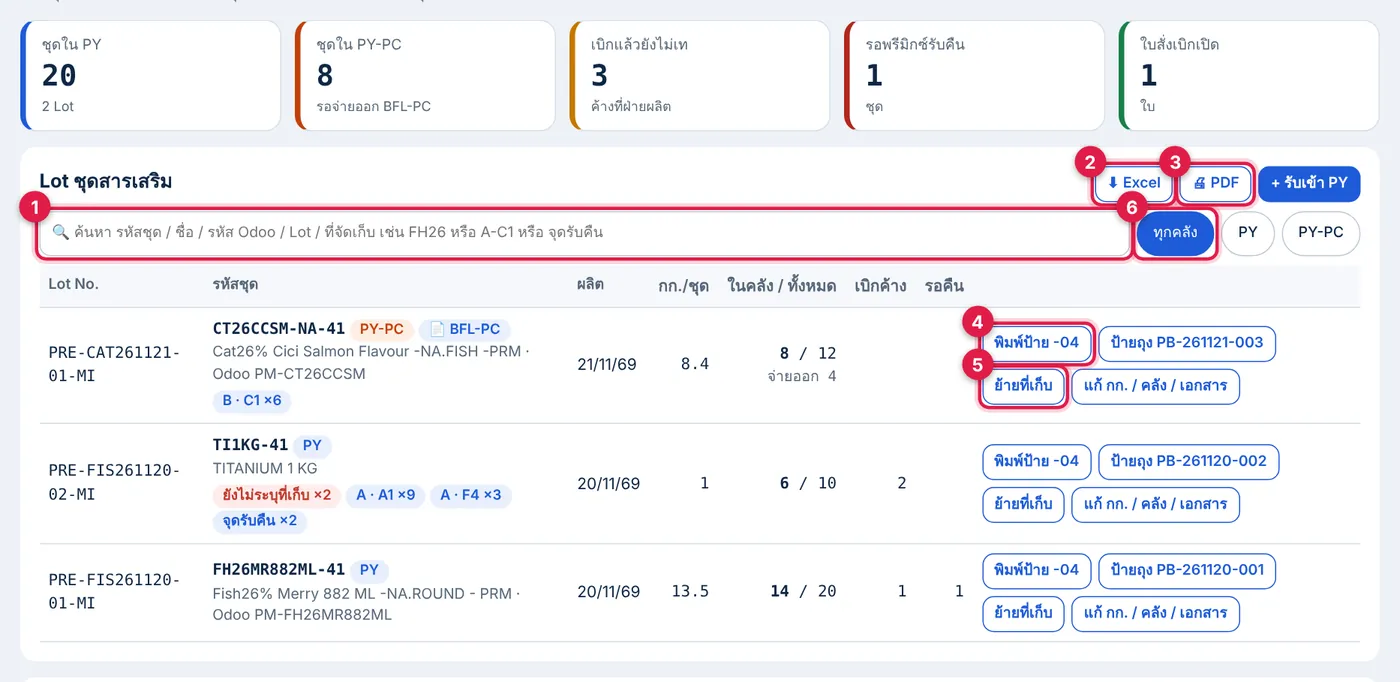 ชุดใน PY
20
2 Lot
ชุดใน PY-PC
8
รอจ่ายออก BFL-PC
เบิกแล้วยังไม่เท
3
ค้างที่ฝ่ายผลิต
รอพรีมิกซ์รับคืน
1
ชุด
ใบสั่งเบิกเปิด
1
ใบ
Lot ชุดสารเสริม
2
⬇ Excel
3
🖨 PDF
+ รับเข้า PY
1
🔍 ค้นหา รหัสชุด / ชื่อ / รหัส Odoo / Lot / ที่จัดเก็บ เช่น FH26 หรือ A-C1 หรือ จุดรับคืน
6
ทุกคลัง
PY
PY-PC
Lot No. รหัสชุด ผลิต กก./ชุด ในคลัง / ทั้งหมด เบิกค้าง รอคืน
PRE-CAT261121-
01-MI
CT26CCSM-NA-41 PY-PC 📄 BFL-PC
Cat26% Cici Salmon Flavour -NA.FISH -PRM ·
Odoo PM-CT26CCSM
B · C1 ×6
21/11/69
8.4
8 / 12
จ่ายออก 4
4
พิมพ์ป้าย -04
ป้ายถุง PB-261121-003
5
ย้ายที่เก็บ
แก้ กก. / คลัง / เอกสาร
PRE-FIS261120-
02-MI
TI1KG-41 PY
TITANIUM 1 KG
ยังไม่ระบุที่เก็บ ×2 A · A1 ×9 A · F4 ×3
จุดรับคืน ×2
20/11/69
1
6 / 10
2
พิมพ์ป้าย -04
ป้ายถุง PB-261120-002
ย้ายที่เก็บ
แก้ กก. / คลัง / เอกสาร
PRE-FIS261120-
01-MI
FH26MR882ML-41 PY
Fish26% Merry 882 ML -NA.ROUND - PRM ·
Odoo PM-FH26MR882ML
20/11/69
13.5
14 / 20
1
1
พิมพ์ป้าย -04
ป้ายถุง PB-261120-001
ย้ายที่เก็บ
แก้ กก. / คลัง / เอกสาร